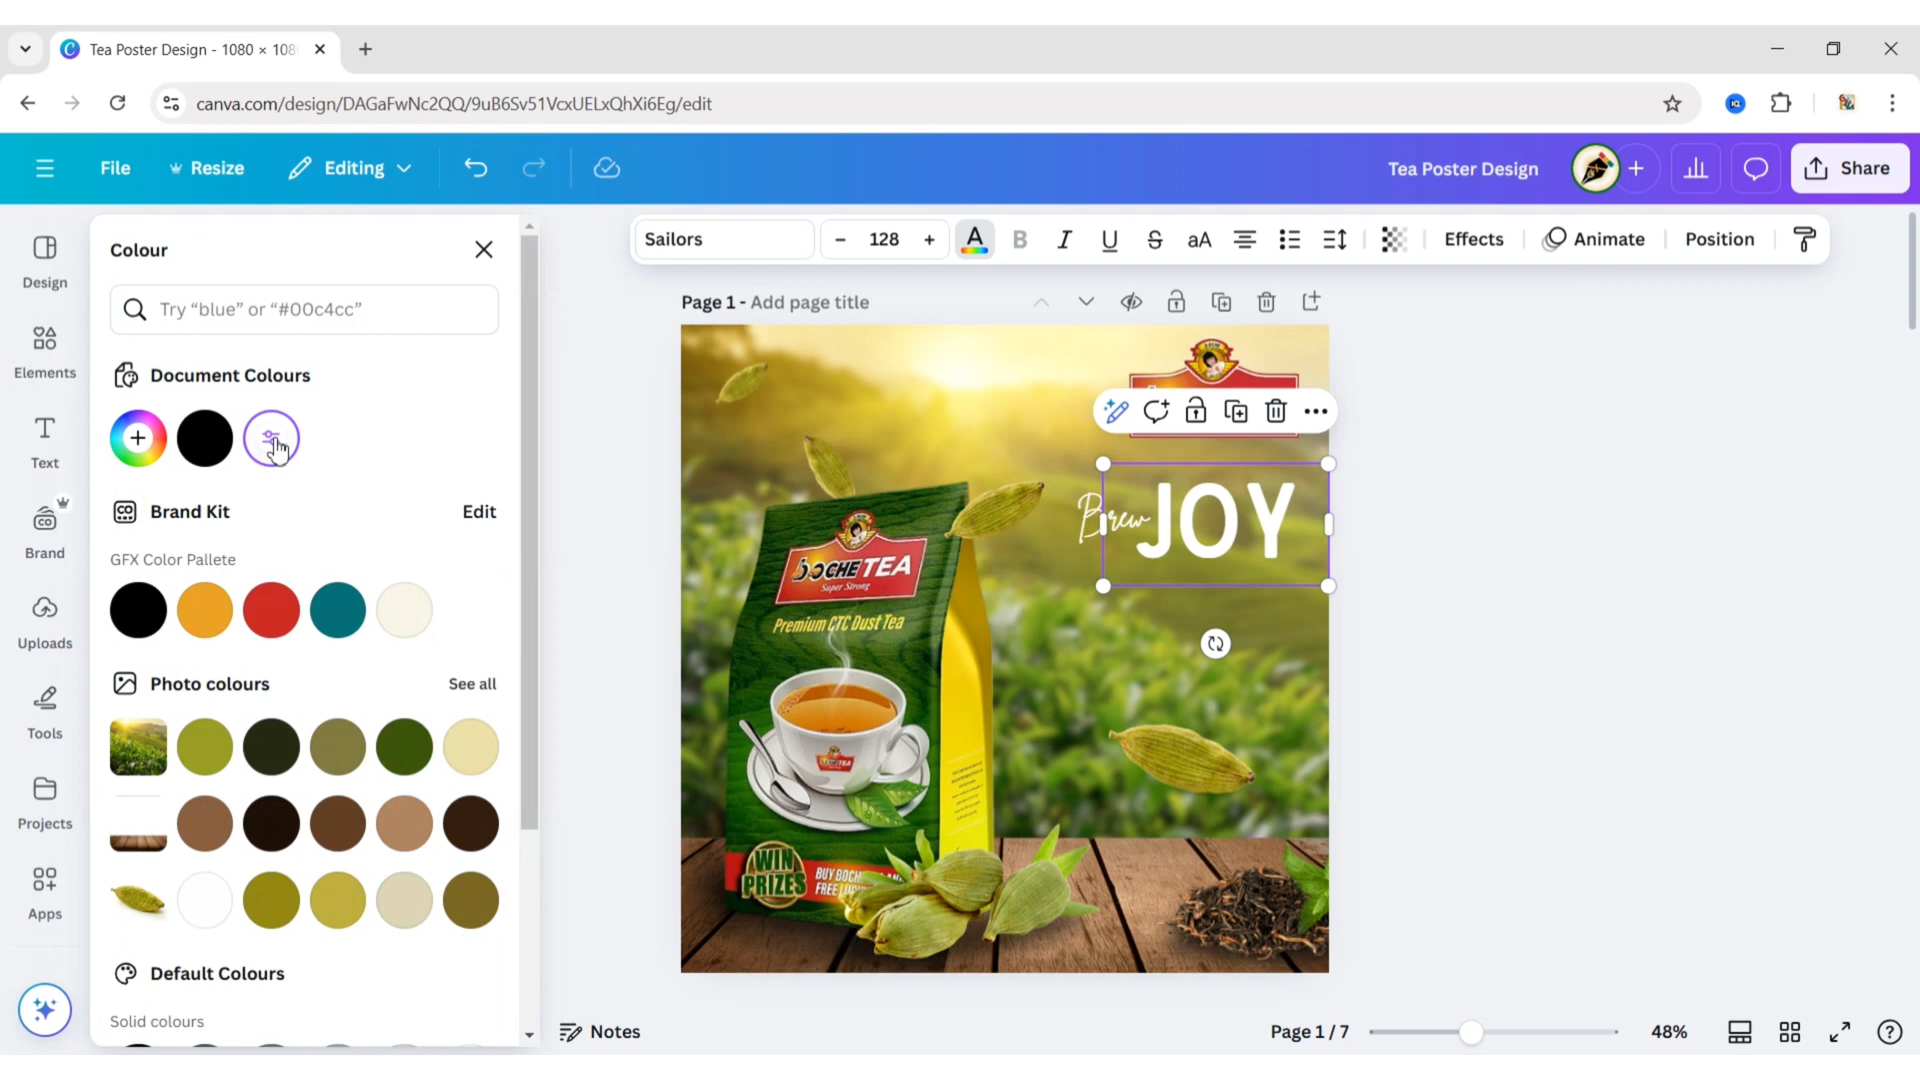 Tea Poster Design - 1080 × 108
canva.com/design/DAGaFwNc2QQ/9uB6Sv51VcxUELxQhXi6Eg/edit
File
Resize
Editing
Tea Poster Design
Share
Design
Elements
Text
Brand
Uploads
Tools
Projects
Apps
Colour
Try “blue” or “#00c4cc”
Document Colours
Brand Kit
Edit
GFX Color Pallete
Photo colours
See all
Default Colours
Solid colours
Sailors
– 128 +
A B I U S aA
Effects
Animate
Position
Page 1 - Add page title
Brew JOY
BOCHE TEA
Super Strong
Premium CTC Dust Tea
WIN
PRIZES
Notes
Page 1 / 7
48%